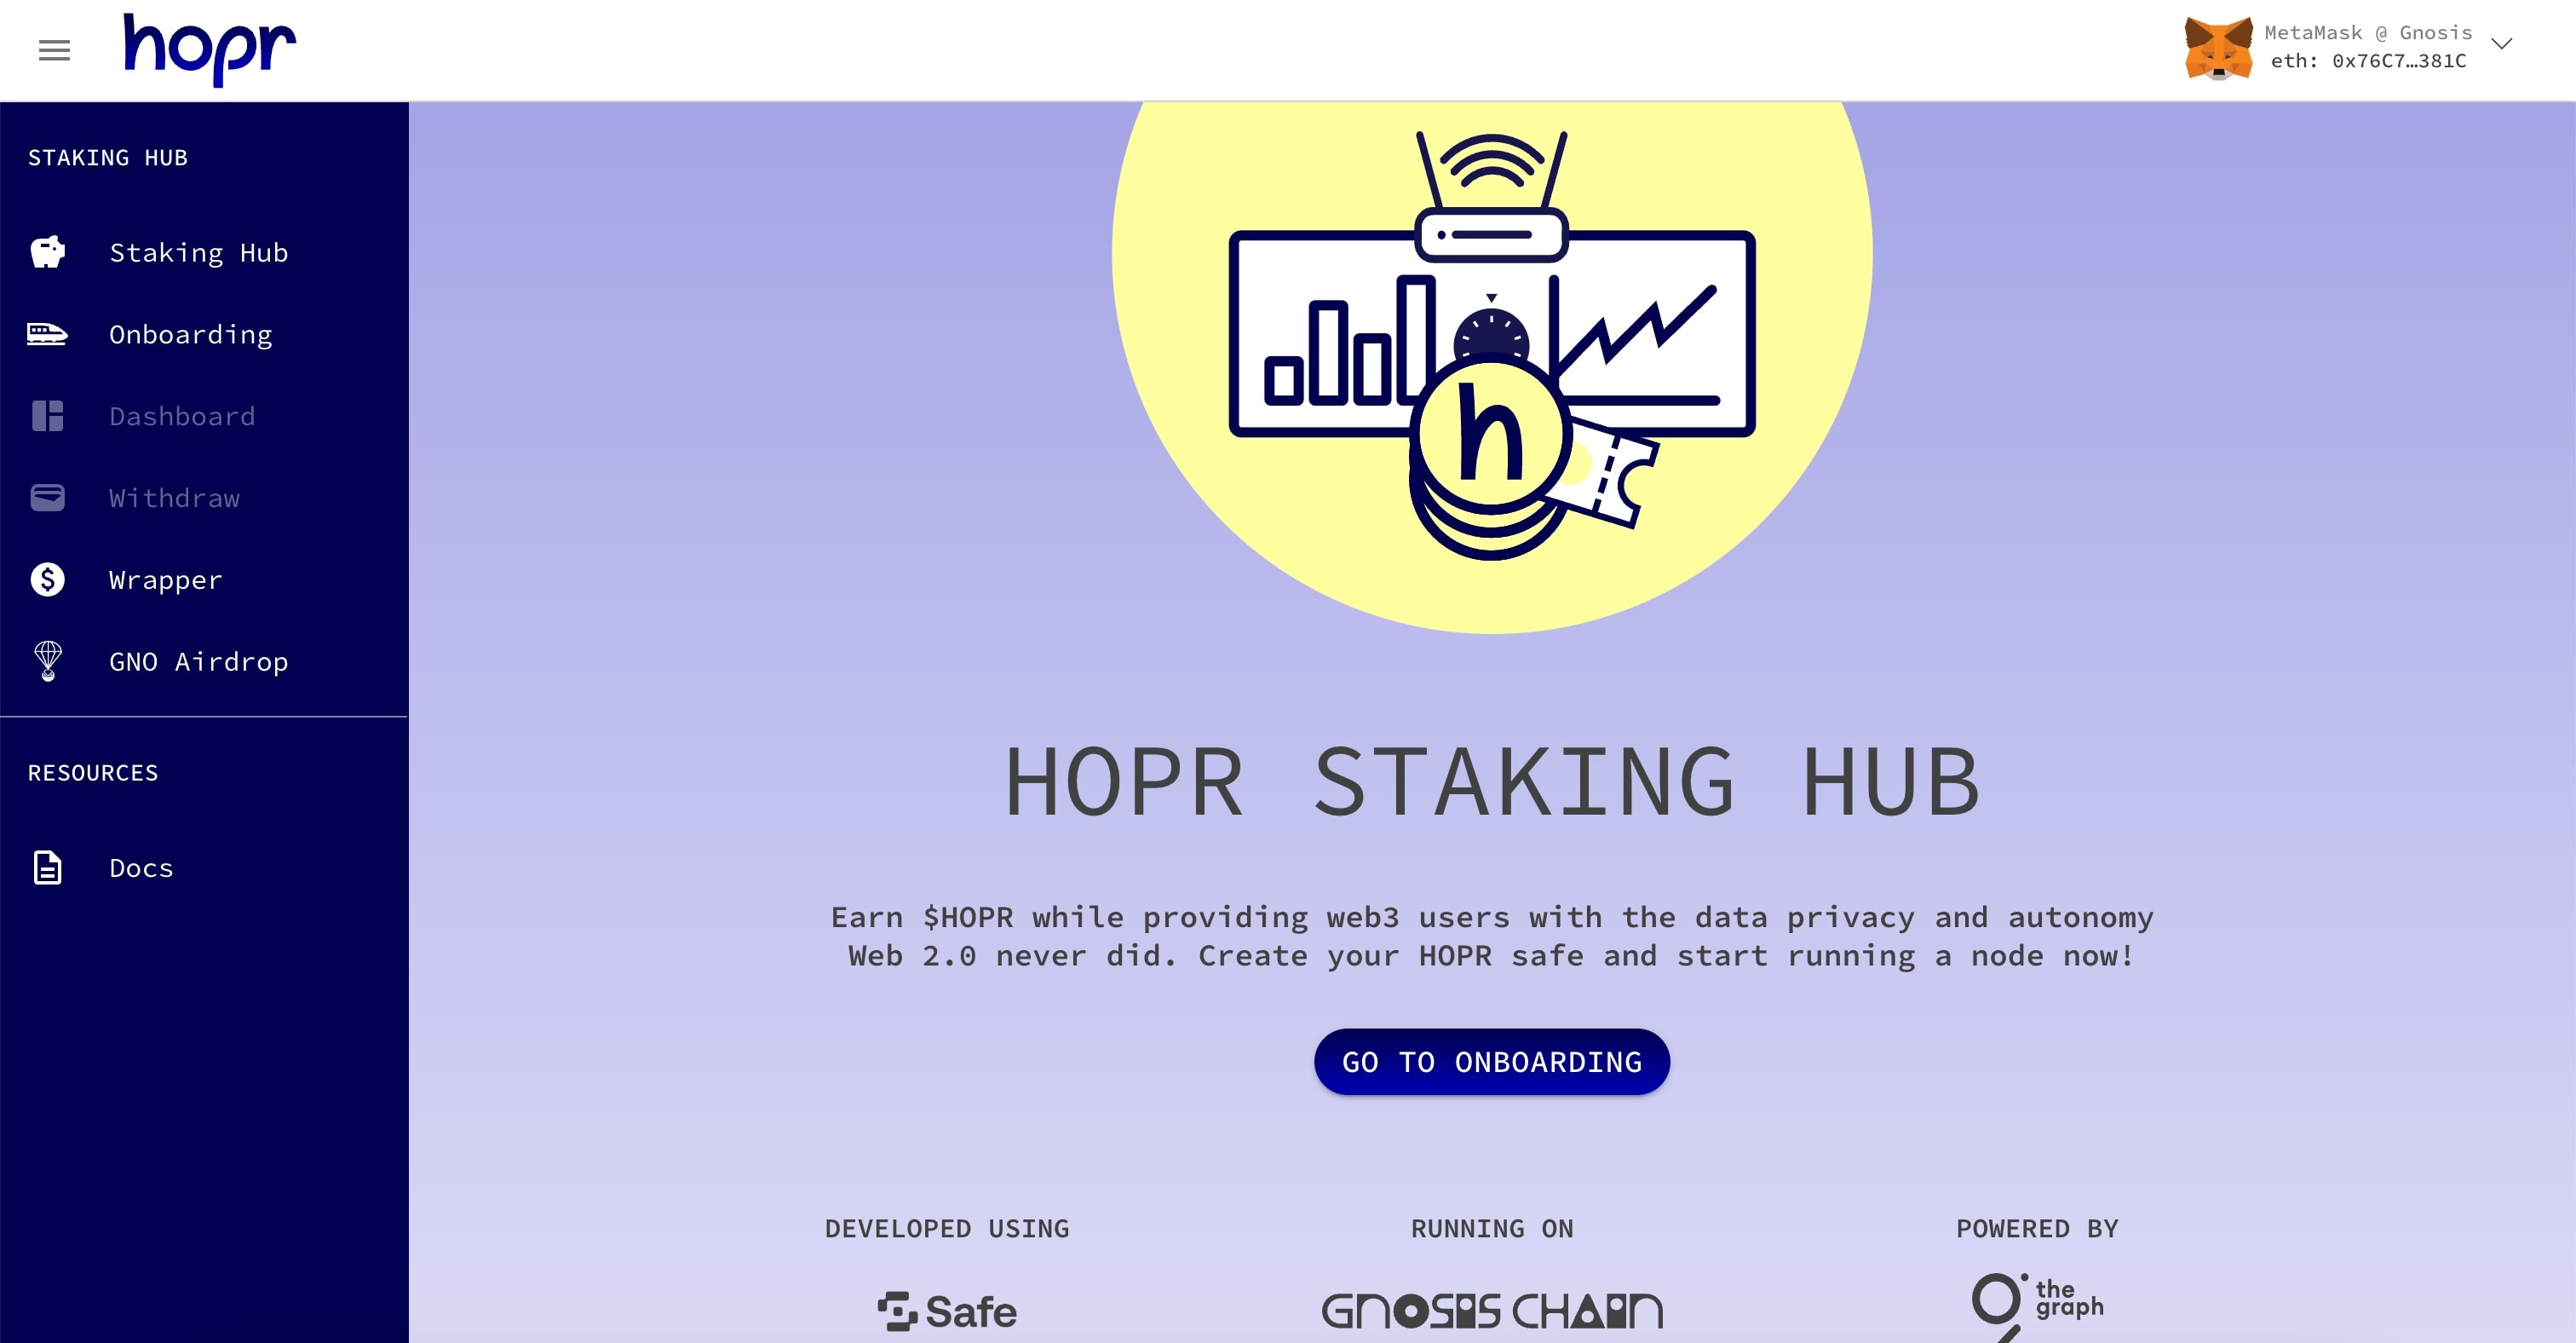 hopr
MetaMask @ Gnosis
eth: 0x76C7…381C
STAKING HUB
Staking Hub
Onboarding
Dashboard
Withdraw
Wrapper
GNO Airdrop
RESOURCES
Docs
h
HOPR STAKING HUB
Earn $HOPR while providing web3 users with the data privacy and autonomy
Web 2.0 never did. Create your HOPR safe and start running a node now!
GO TO ONBOARDING
DEVELOPED USING
Safe
RUNNING ON
GNOSIS CHAIN
POWERED BY
the
graph